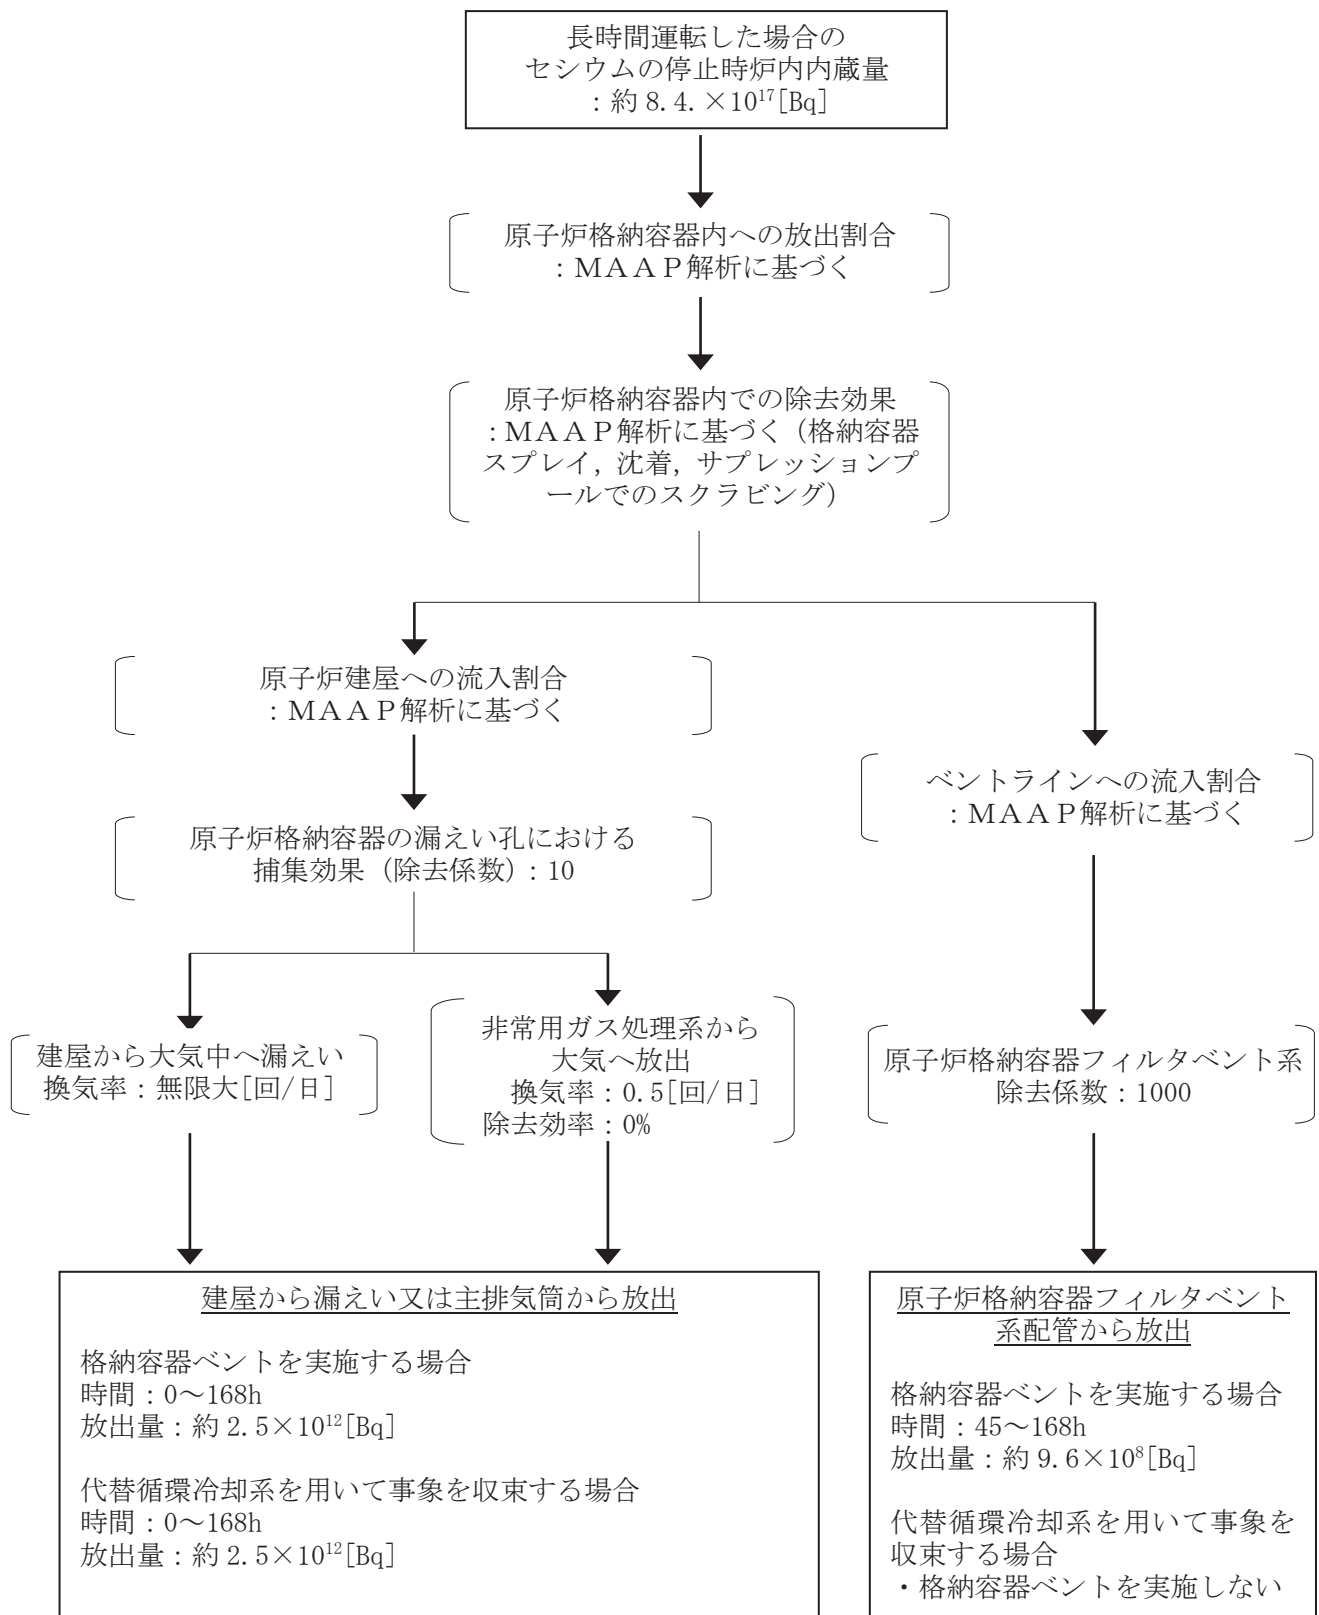 長時間運転した場合の
セシウムの停止時炉内内蔵量
：約 8.4.×10¹⁷[Bq]
原子炉格納容器内への放出割合
：ＭＡＡＰ解析に基づく
原子炉格納容器内での除去効果
：ＭＡＡＰ解析に基づく（格納容器
スプレイ, 沈着, サプレッションプ
ールでのスクラビング）
原子炉建屋への流入割合
：ＭＡＡＰ解析に基づく
原子炉格納容器の漏えい孔における
捕集効果（除去係数）：10
建屋から大気中へ漏えい
換気率：無限大[回/日]
非常用ガス処理系から
大気へ放出
換気率：0.5[回/日]
除去効率：0%
ベントラインへの流入割合
：ＭＡＡＰ解析に基づく
原子炉格納容器フィルタベント系
除去係数：1000
建屋から漏えい又は主排気筒から放出
格納容器ベントを実施する場合
時間：0～168h
放出量：約 2.5×10¹²[Bq]
代替循環冷却系を用いて事象を収束する場合
時間：0～168h
放出量：約 2.5×10¹²[Bq]
原子炉格納容器フィルタベント
系配管から放出
格納容器ベントを実施する場合
時間：45～168h
放出量：約 9.6×10⁸[Bq]
代替循環冷却系を用いて事象を
収束する場合
・格納容器ベントを実施しない